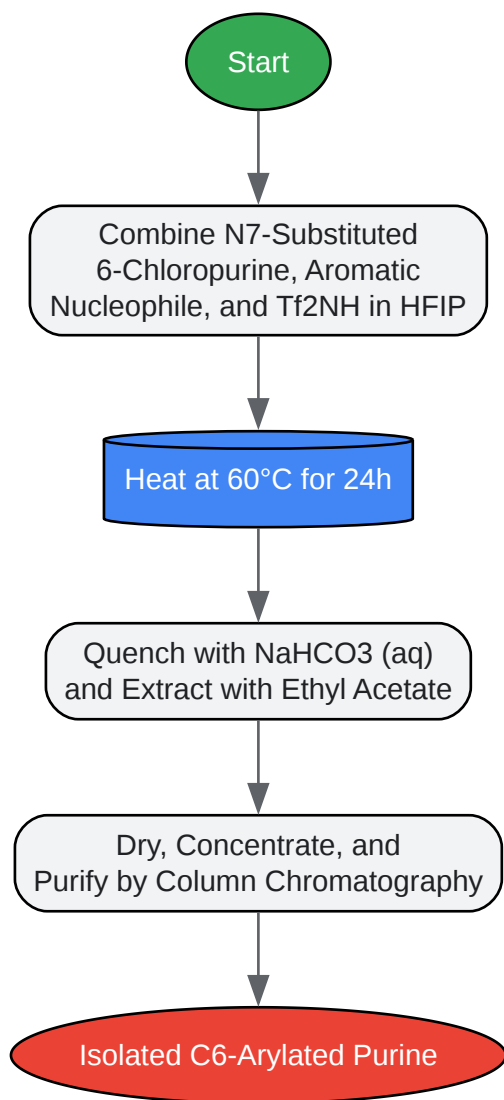 Start
Combine N7-Substituted
6-Chloropurine, Aromatic
Nucleophile, and Tf2NH in HFIP
Heat at 60°C for 24h
Quench with NaHCO3 (aq)
and Extract with Ethyl Acetate
Dry, Concentrate, and
Purify by Column Chromatography
Isolated C6-Arylated Purine